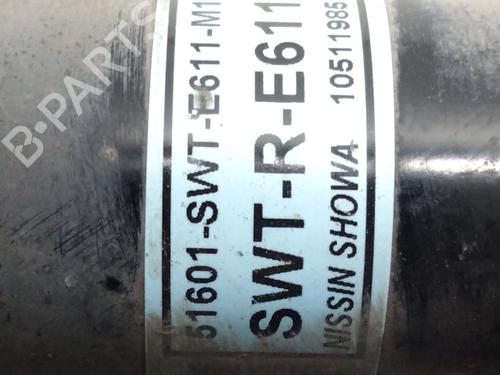 B-PARTS
51601-SWT-E611-M1
SWT-R-E611
NISSIN SHOWA 10511985